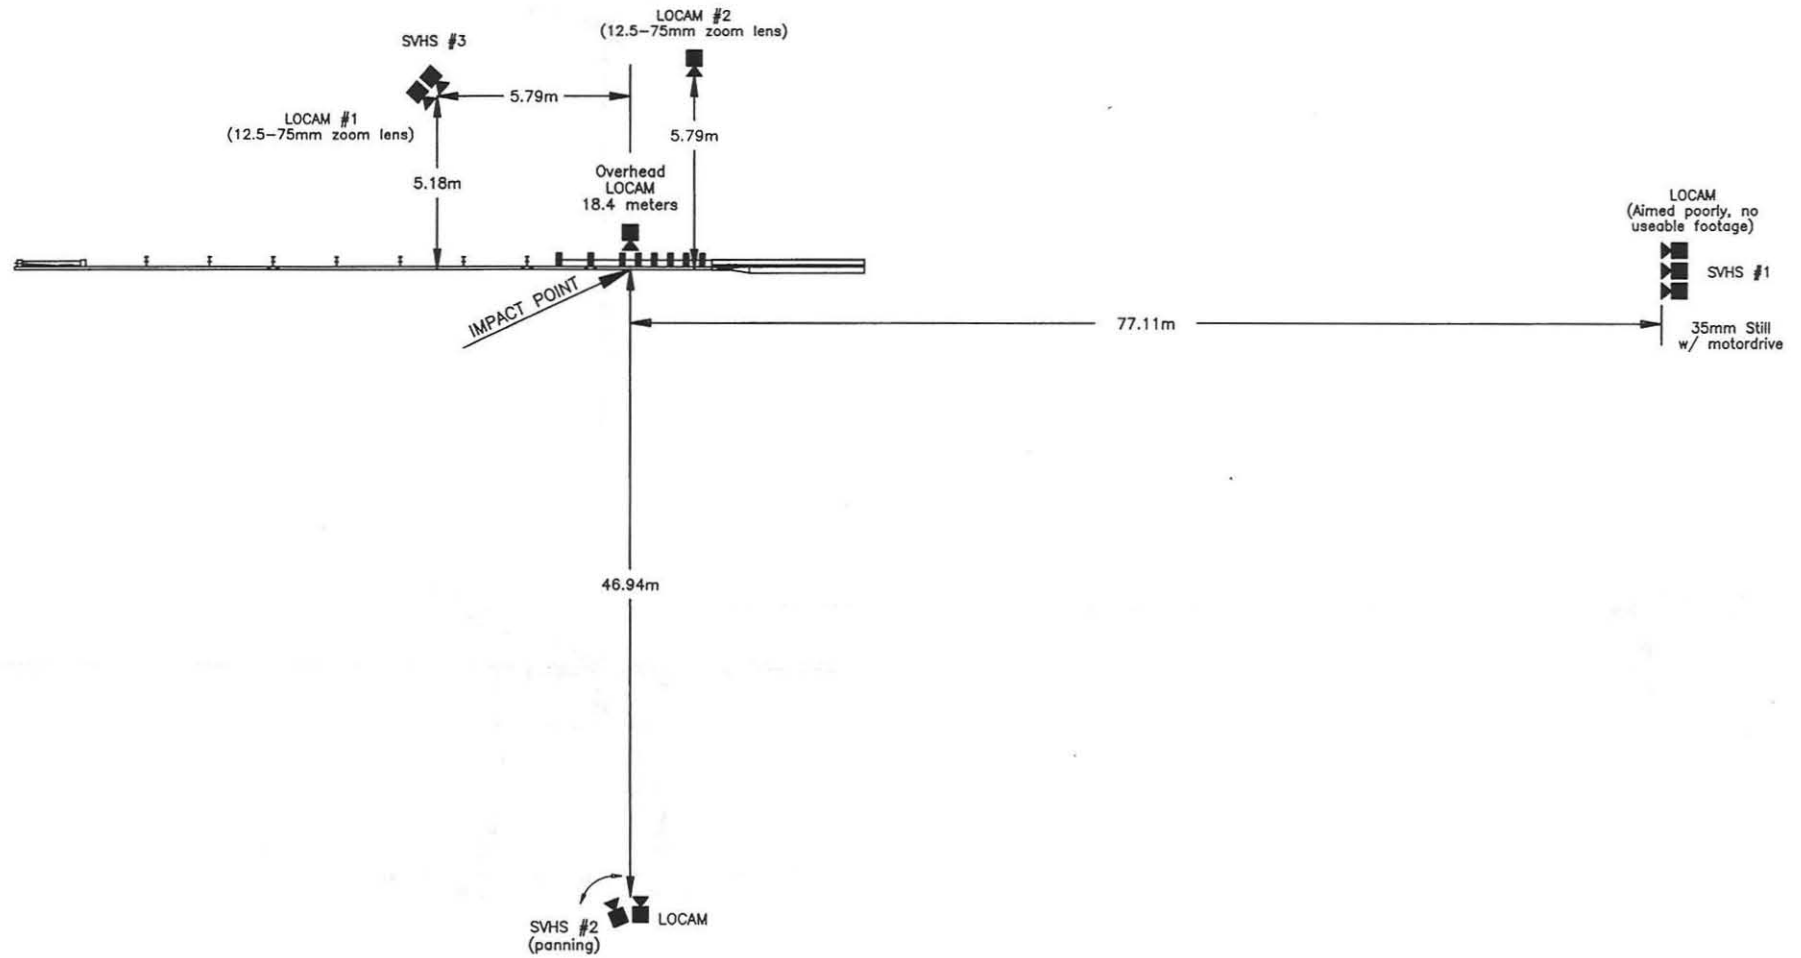 LOCAM #2
(12.5-75mm zoom lens)
SVHS #3
5.79m
LOCAM #1
(12.5-75mm zoom lens)
5.79m
5.18m
Overhead
LOCAM
18.4 meters
LOCAM
(Aimed poorly, no
useable footage)
SVHS #1
IMPACT POINT
77.11m
35mm Still
w/ motordrive
46.94m
SVHS #2
(panning)
LOCAM